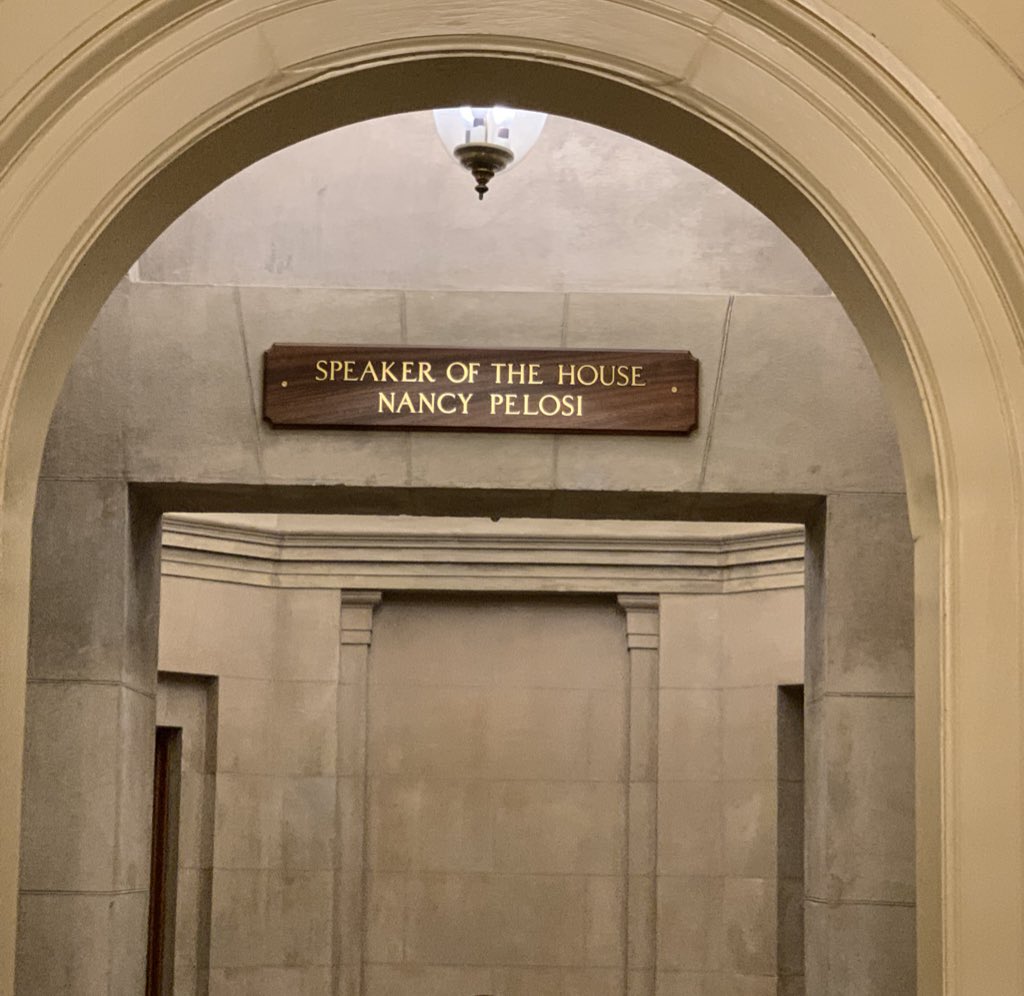 SPEAKER OF THE HOUSE
NANCY PELOSI